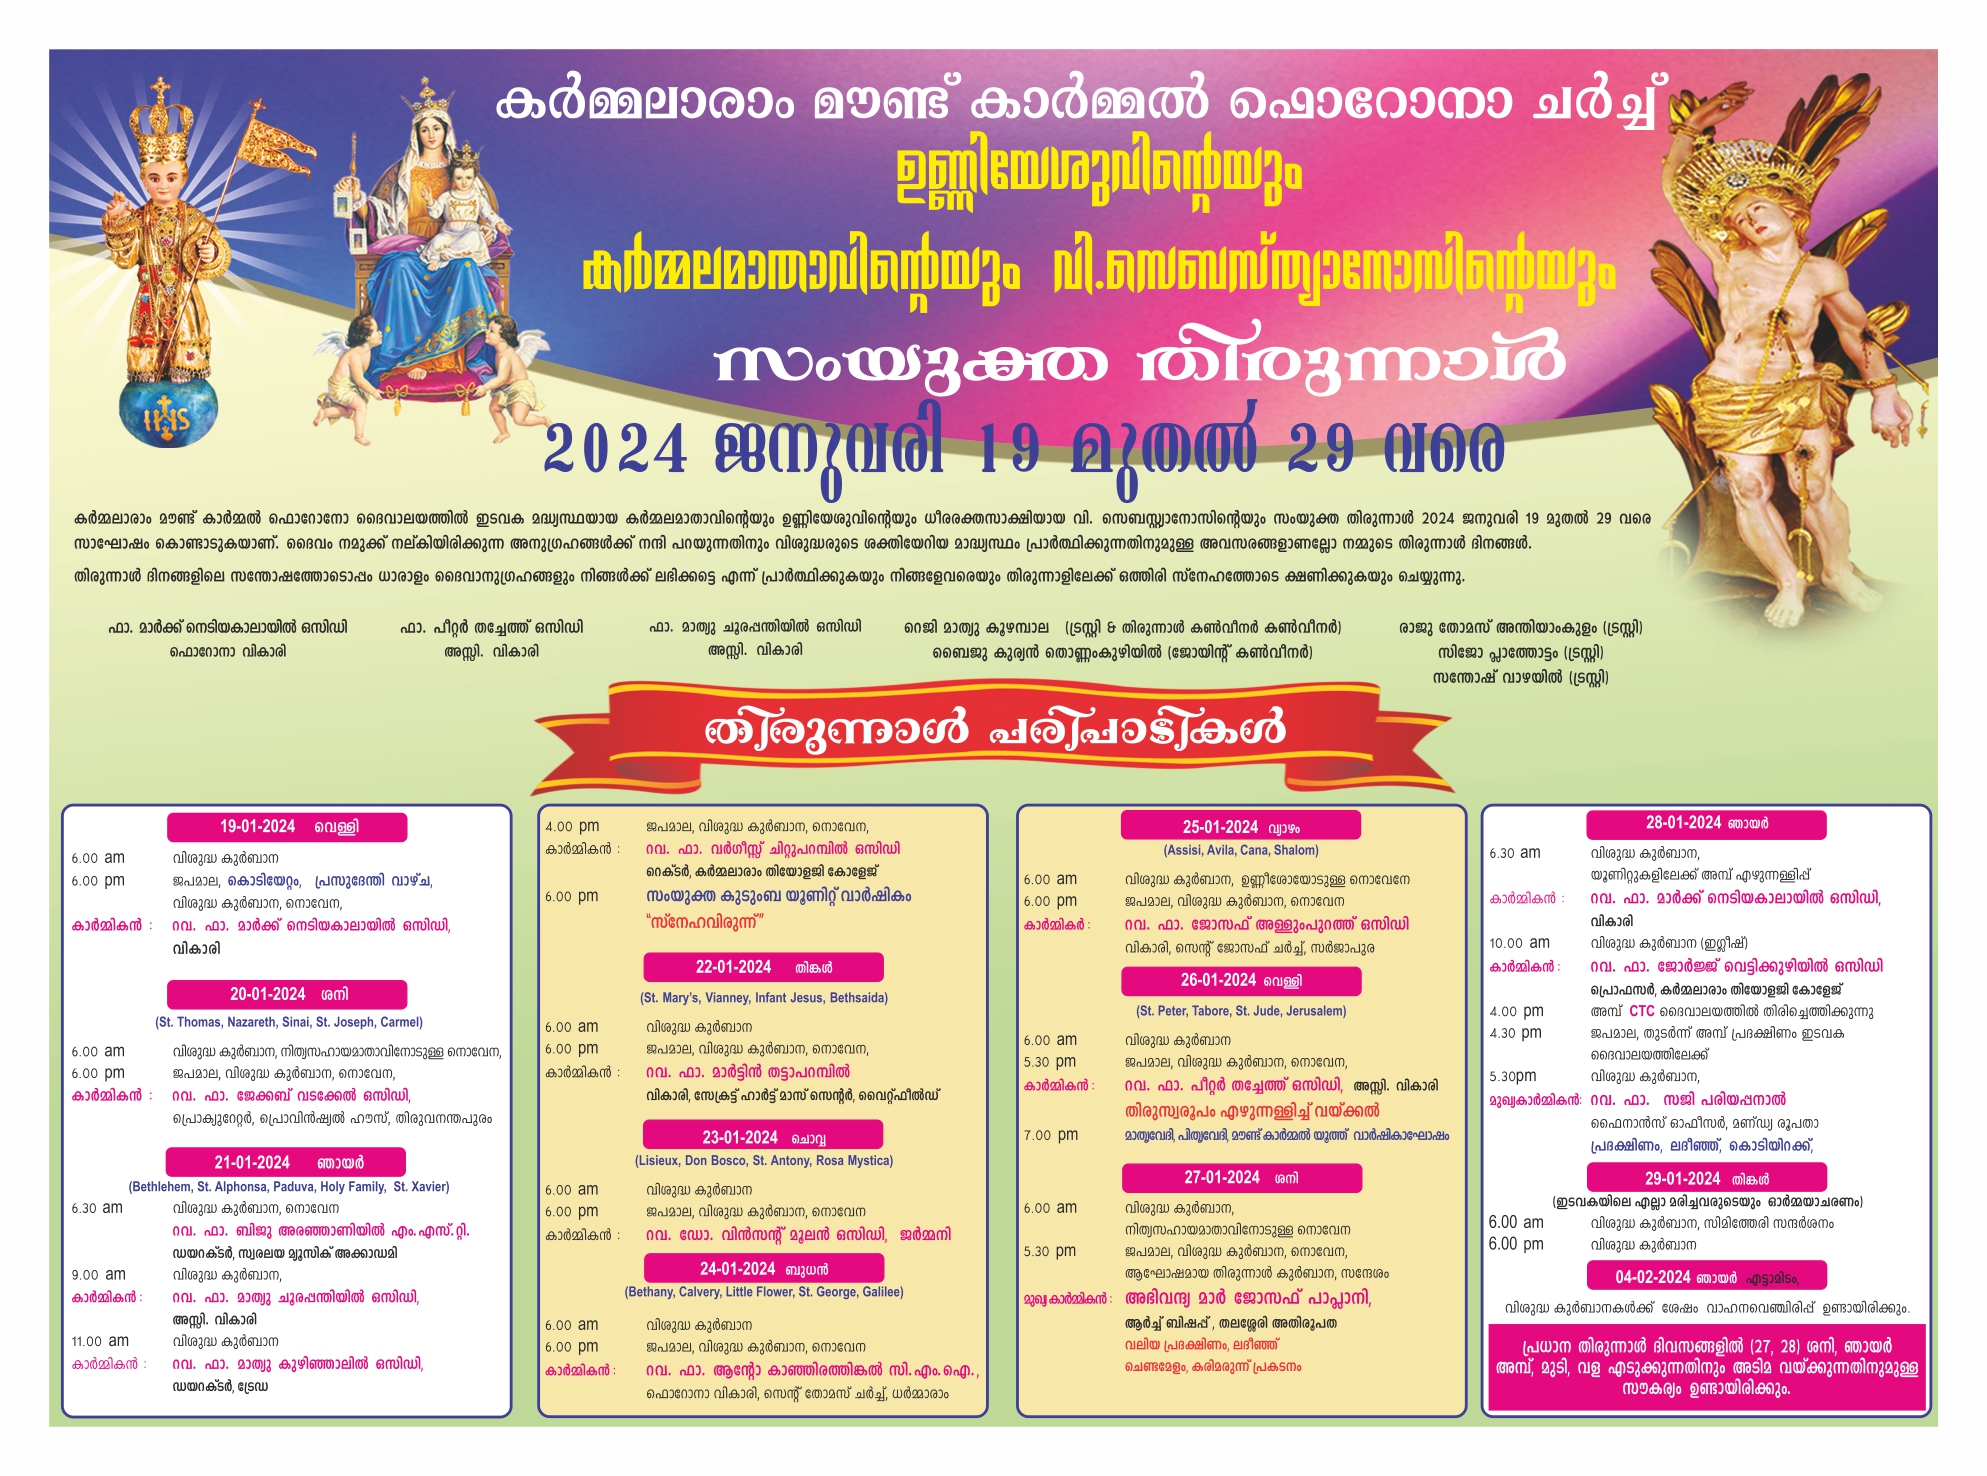 കർമ്മലാരാം മൗണ്ട് കാർമ്മൽ ഫൊറോനാ ചർച്ച്
ഉണ്ണിയേശുവിന്റെയും
കർമ്മലമാതാവിന്റെയും വി.സെബസ്ത്യാനോസിന്റെയും
സംയുക്ത തിരുന്നാൾ
2024 ജനുവരി 19 മുതൽ 29 വരെ
കർമ്മലാരാം മൗണ്ട് കാർമ്മൽ ഫൊറോനോ ദൈവാലയത്തിൽ ഇടവക മദ്ധ്യസ്ഥയായ കർമ്മലമാതാവിന്റെയും ഉണ്ണിയേശുവിന്റെയും ധീരരക്തസാക്ഷിയായ വി. സെബസ്റ്റ്യാനോസിന്റെയും സംയുക്ത തിരുന്നാൾ 2024 ജനുവരി 19 മുതൽ 29 വരെ
സാഘോഷം കൊണ്ടാടുകയാണ്. ദൈവം നമുക്ക് നല്കിയിരിക്കുന്ന അനുഗ്രഹങ്ങൾക്ക് നന്ദി പറയുന്നതിനും വിശുദ്ധരുടെ ശക്തിയേറിയ മാദ്ധ്യസ്ഥം പ്രാർത്ഥിക്കുന്നതിനുമുള്ള അവസരങ്ങളാണല്ലോ നമ്മുടെ തിരുന്നാൾ ദിനങ്ങൾ.
തിരുന്നാൾ ദിനങ്ങളിലെ സന്തോഷത്തോടൊപ്പം ധാരാളം ദൈവാനുഗ്രഹങ്ങളും നിങ്ങൾക്ക് ലഭിക്കട്ടെ എന്ന് പ്രാർത്ഥിക്കുകയും നിങ്ങളേവരെയും തിരുന്നാളിലേക്ക് ഒത്തിരി സ്നേഹത്തോടെ ക്ഷണിക്കുകയും ചെയ്യുന്നു.
ഫാ. മാർക്ക് നെടിയകാലായിൽ ഒസിഡി
ഫൊറോനാ വികാരി
ഫാ. പീറ്റർ തച്ചേത്ത് ഒസിഡി
അസ്സി. വികാരി
ഫാ. മാത്യു ചൂരപ്പന്തിയിൽ ഒസിഡി
അസ്സി. വികാരി
റെജി മാത്യു കൂഴമ്പാല (ട്രസ്റ്റി & തിരുന്നാൾ കൺവീനർ കൺവീനർ)
ബൈജു കുര്യൻ തൊണ്ണംകുഴിയിൽ (ജോയിന്റ് കൺവീനർ)
രാജു തോമസ് അന്തിയാംകുളം (ട്രസ്റ്റി)
സിജോ പ്ലാത്തോട്ടം (ട്രസ്റ്റി)
സന്തോഷ് വാഴയിൽ (ട്രസ്റ്റി)
തിരുന്നാൾ പരിപാടികൾ
19-01-2024 വെള്ളി
6.00 am വിശുദ്ധ കുർബാന
6.00 pm ജപമാല, കൊടിയേറ്റം, പ്രസുദേന്തി വാഴ്ച,
വിശുദ്ധ കുർബാന, നൊവേന,
കാർമ്മികൻ : റവ. ഫാ. മാർക്ക് നെടിയകാലായിൽ ഒസിഡി,
വികാരി
20-01-2024 ശനി
(St. Thomas, Nazareth, Sinai, St. Joseph, Carmel)
6.00 am വിശുദ്ധ കുർബാന, നിത്യസഹായമാതാവിനോടുള്ള നൊവേന,
6.00 pm ജപമാല, വിശുദ്ധ കുർബാന, നൊവേന,
കാർമ്മികൻ : റവ. ഫാ. ജേക്കബ് വടക്കേൽ ഒസിഡി,
പ്രൊക്യുറേറ്റർ, പ്രൊവിൻഷ്യൽ ഹൗസ്, തിരുവനന്തപുരം
21-01-2024 ഞായർ
(Bethlehem, St. Alphonsa, Paduva, Holy Family, St. Xavier)
6.30 am വിശുദ്ധ കുർബാന, നൊവേന
റവ. ഫാ. ബിജു അരഞ്ഞാണിയിൽ എം.എസ്.റ്റി.
ഡയറക്ടർ, സ്വരലയ മ്യൂസിക് അക്കാഡമി
9.00 am വിശുദ്ധ കുർബാന,
കാർമ്മികൻ : റവ. ഫാ. മാത്യു ചൂരപ്പന്തിയിൽ ഒസിഡി,
അസ്സി. വികാരി
11.00 am വിശുദ്ധ കുർബാന
കാർമ്മികൻ : റവ. ഫാ. മാത്യു കുഴിഞ്ഞാലിൽ ഒസിഡി,
ഡയറക്ടർ, ട്രേഡ
4.00 pm ജപമാല, വിശുദ്ധ കുർബാന, നൊവേന,
കാർമ്മികൻ : റവ. ഫാ. വർഗീസ്സ് ചിറ്റുപറമ്പിൽ ഒസിഡി
റെക്ടർ, കർമ്മലാരാം തിയോളജി കോളേജ്
6.00 pm സംയുക്ത കുടുംബ യൂണിറ്റ് വാർഷികം
“സ്നേഹവിരുന്ന്”
22-01-2024 തിങ്കൾ
(St. Mary's, Vianney, Infant Jesus, Bethsaida)
6.00 am വിശുദ്ധ കുർബാന
6.00 pm ജപമാല, വിശുദ്ധ കുർബാന, നൊവേന,
കാർമ്മികൻ : റവ. ഫാ. മാർട്ടിൻ തട്ടാപറമ്പിൽ
വികാരി, സേക്രട്ട് ഹാർട്ട് മാസ് സെന്റർ, വൈറ്റ്ഫീൽഡ്
23-01-2024 ചൊവ്വ
(Lisieux, Don Bosco, St. Antony, Rosa Mystica)
6.00 am വിശുദ്ധ കുർബാന
6.00 pm ജപമാല, വിശുദ്ധ കുർബാന, നൊവേന
കാർമ്മികൻ : റവ. ഡോ. വിൻസന്റ് മൂലൻ ഒസിഡി, ജർമ്മനി
24-01-2024 ബുധൻ
(Bethany, Calvery, Little Flower, St. George, Galilee)
6.00 am വിശുദ്ധ കുർബാന
6.00 pm ജപമാല, വിശുദ്ധ കുർബാന, നൊവേന
കാർമ്മികൻ : റവ. ഫാ. ആന്റോ കാഞ്ഞിരത്തിങ്കൽ സി.എം.ഐ.,
ഫൊറോനാ വികാരി, സെന്റ് തോമസ് ചർച്ച്, ധർമ്മാരാം
25-01-2024 വ്യാഴം
(Assisi, Avila, Cana, Shalom)
6.00 am വിശുദ്ധ കുർബാന, ഉണ്ണീശോയോടുള്ള നൊവേനേ
6.00 pm ജപമാല, വിശുദ്ധ കുർബാന, നൊവേന
കാർമ്മികർ : റവ. ഫാ. ജോസഫ് അള്ളുംപുറത്ത് ഒസിഡി
വികാരി, സെന്റ് ജോസഫ് ചർച്ച്, സർജാപുര
26-01-2024 വെള്ളി
(St. Peter, Tabore, St. Jude, Jerusalem)
6.00 am വിശുദ്ധ കുർബാന
5.30 pm ജപമാല, വിശുദ്ധ കുർബാന, നൊവേന,
കാർമ്മികൻ : റവ. ഫാ. പീറ്റർ തച്ചേത്ത് ഒസിഡി, അസ്സി. വികാരി
തിരുസ്വരൂപം എഴുന്നള്ളിച്ച് വയ്ക്കൽ
7.00 pm മാതൃവേദി, പിതൃവേദി, മൗണ്ട് കാർമ്മൽ യൂത്ത് വാർഷികാഘോഷം
27-01-2024 ശനി
6.00 am വിശുദ്ധ കുർബാന,
നിത്യസഹായമാതാവിനോടുള്ള നൊവേന
5.30 pm ജപമാല, വിശുദ്ധ കുർബാന, നൊവേന,
ആഘോഷമായ തിരുന്നാൾ കുർബാന, സന്ദേശം
മുഖ്യകാർമ്മികൻ : അഭിവന്ദ്യ മാർ ജോസഫ് പാപ്ലാനി,
ആർച്ച് ബിഷപ്പ് , തലശ്ശേരി അതിരൂപത
വലിയ പ്രദക്ഷിണം, ലദീഞ്ഞ്
ചെണ്ടമേളം, കരിമരുന്ന് പ്രകടനം
28-01-2024 ഞായർ
6.30 am വിശുദ്ധ കുർബാന,
യൂണിറ്റുകളിലേക്ക് അമ്പ് എഴുന്നള്ളിപ്പ്
കാർമ്മികൻ : റവ. ഫാ. മാർക്ക് നെടിയകാലായിൽ ഒസിഡി,
വികാരി
10.00 am വിശുദ്ധ കുർബാന (ഇഗ്ലീഷ്)
കാർമ്മികൻ : റവ. ഫാ. ജോർജ്ജ് വെട്ടിക്കുഴിയിൽ ഒസിഡി
പ്രൊഫസർ, കർമ്മലാരാം തിയോളജി കോളേജ്
4.00 pm അമ്പ് CTC ദൈവാലയത്തിൽ തിരിച്ചെത്തിക്കുന്നു
4.30 pm ജപമാല, തുടർന്ന് അമ്പ് പ്രദക്ഷിണം ഇടവക
ദൈവാലയത്തിലേക്ക്
5.30pm വിശുദ്ധ കുർബാന,
മുഖ്യകാർമ്മികൻ: റവ. ഫാ. സജി പരിയപ്പനാൽ
ഫൈനാൻസ് ഓഫീസർ, മണ്ഡ്യ രൂപതാ
പ്രദക്ഷിണം, ലദീഞ്ഞ്, കൊടിയിറക്ക്,
29-01-2024 തിങ്കൾ
(ഇടവകയിലെ എല്ലാ മരിച്ചവരുടെയും ഓർമ്മയാചരണം)
6.00 am വിശുദ്ധ കുർബാന, സിമിത്തേരി സന്ദർശനം
6.00 pm വിശുദ്ധ കുർബാന
04-02-2024 ഞായർ എട്ടാമിടം,
വിശുദ്ധ കുർബാനകൾക്ക് ശേഷം വാഹനവെഞ്ചിരിപ്പ് ഉണ്ടായിരിക്കും.
പ്രധാന തിരുന്നാൾ ദിവസങ്ങളിൽ (27, 28) ശനി, ഞായർ
അമ്പ്, മുടി, വള എടുക്കുന്നതിനും അടിമ വയ്ക്കുന്നതിനുമുള്ള
സൗകര്യം ഉണ്ടായിരിക്കും.